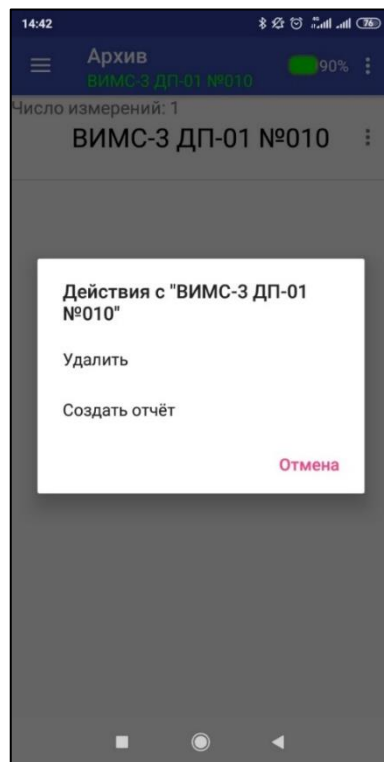 14:42
76
Архив
ВИМС-3 ДП-01 №010
90%
Число измерений: 1
ВИМС-3 ДП-01 №010
Действия с "ВИМС-3 ДП-01
№010"
Удалить
Создать отчёт
Отмена